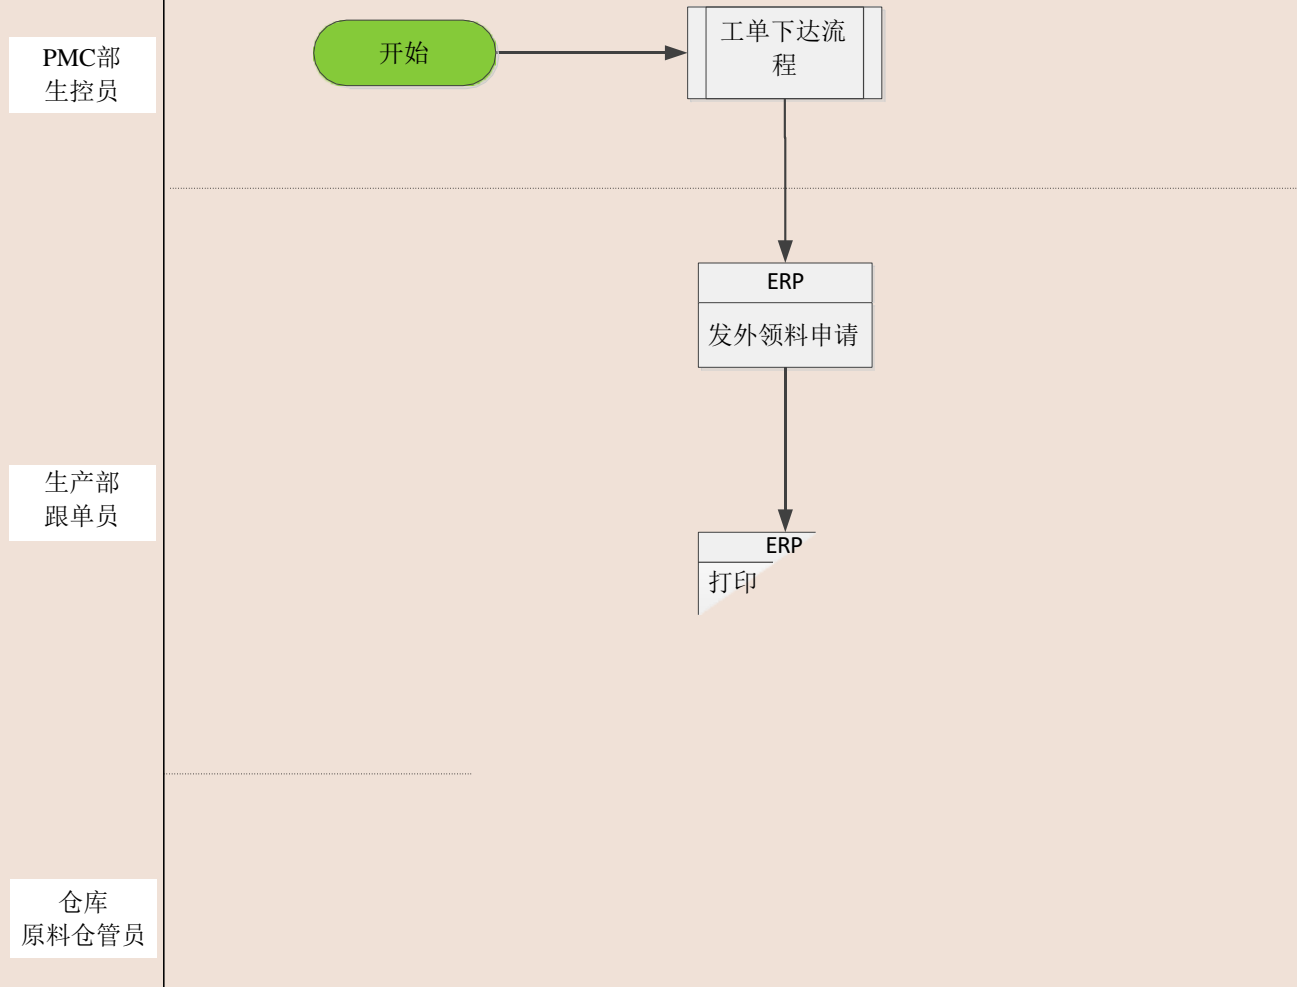 PMC部
生控员
开始
工单下达流
程
ERP
发外领料申请
生产部
跟单员
ERP
打印
仓库
原料仓管员